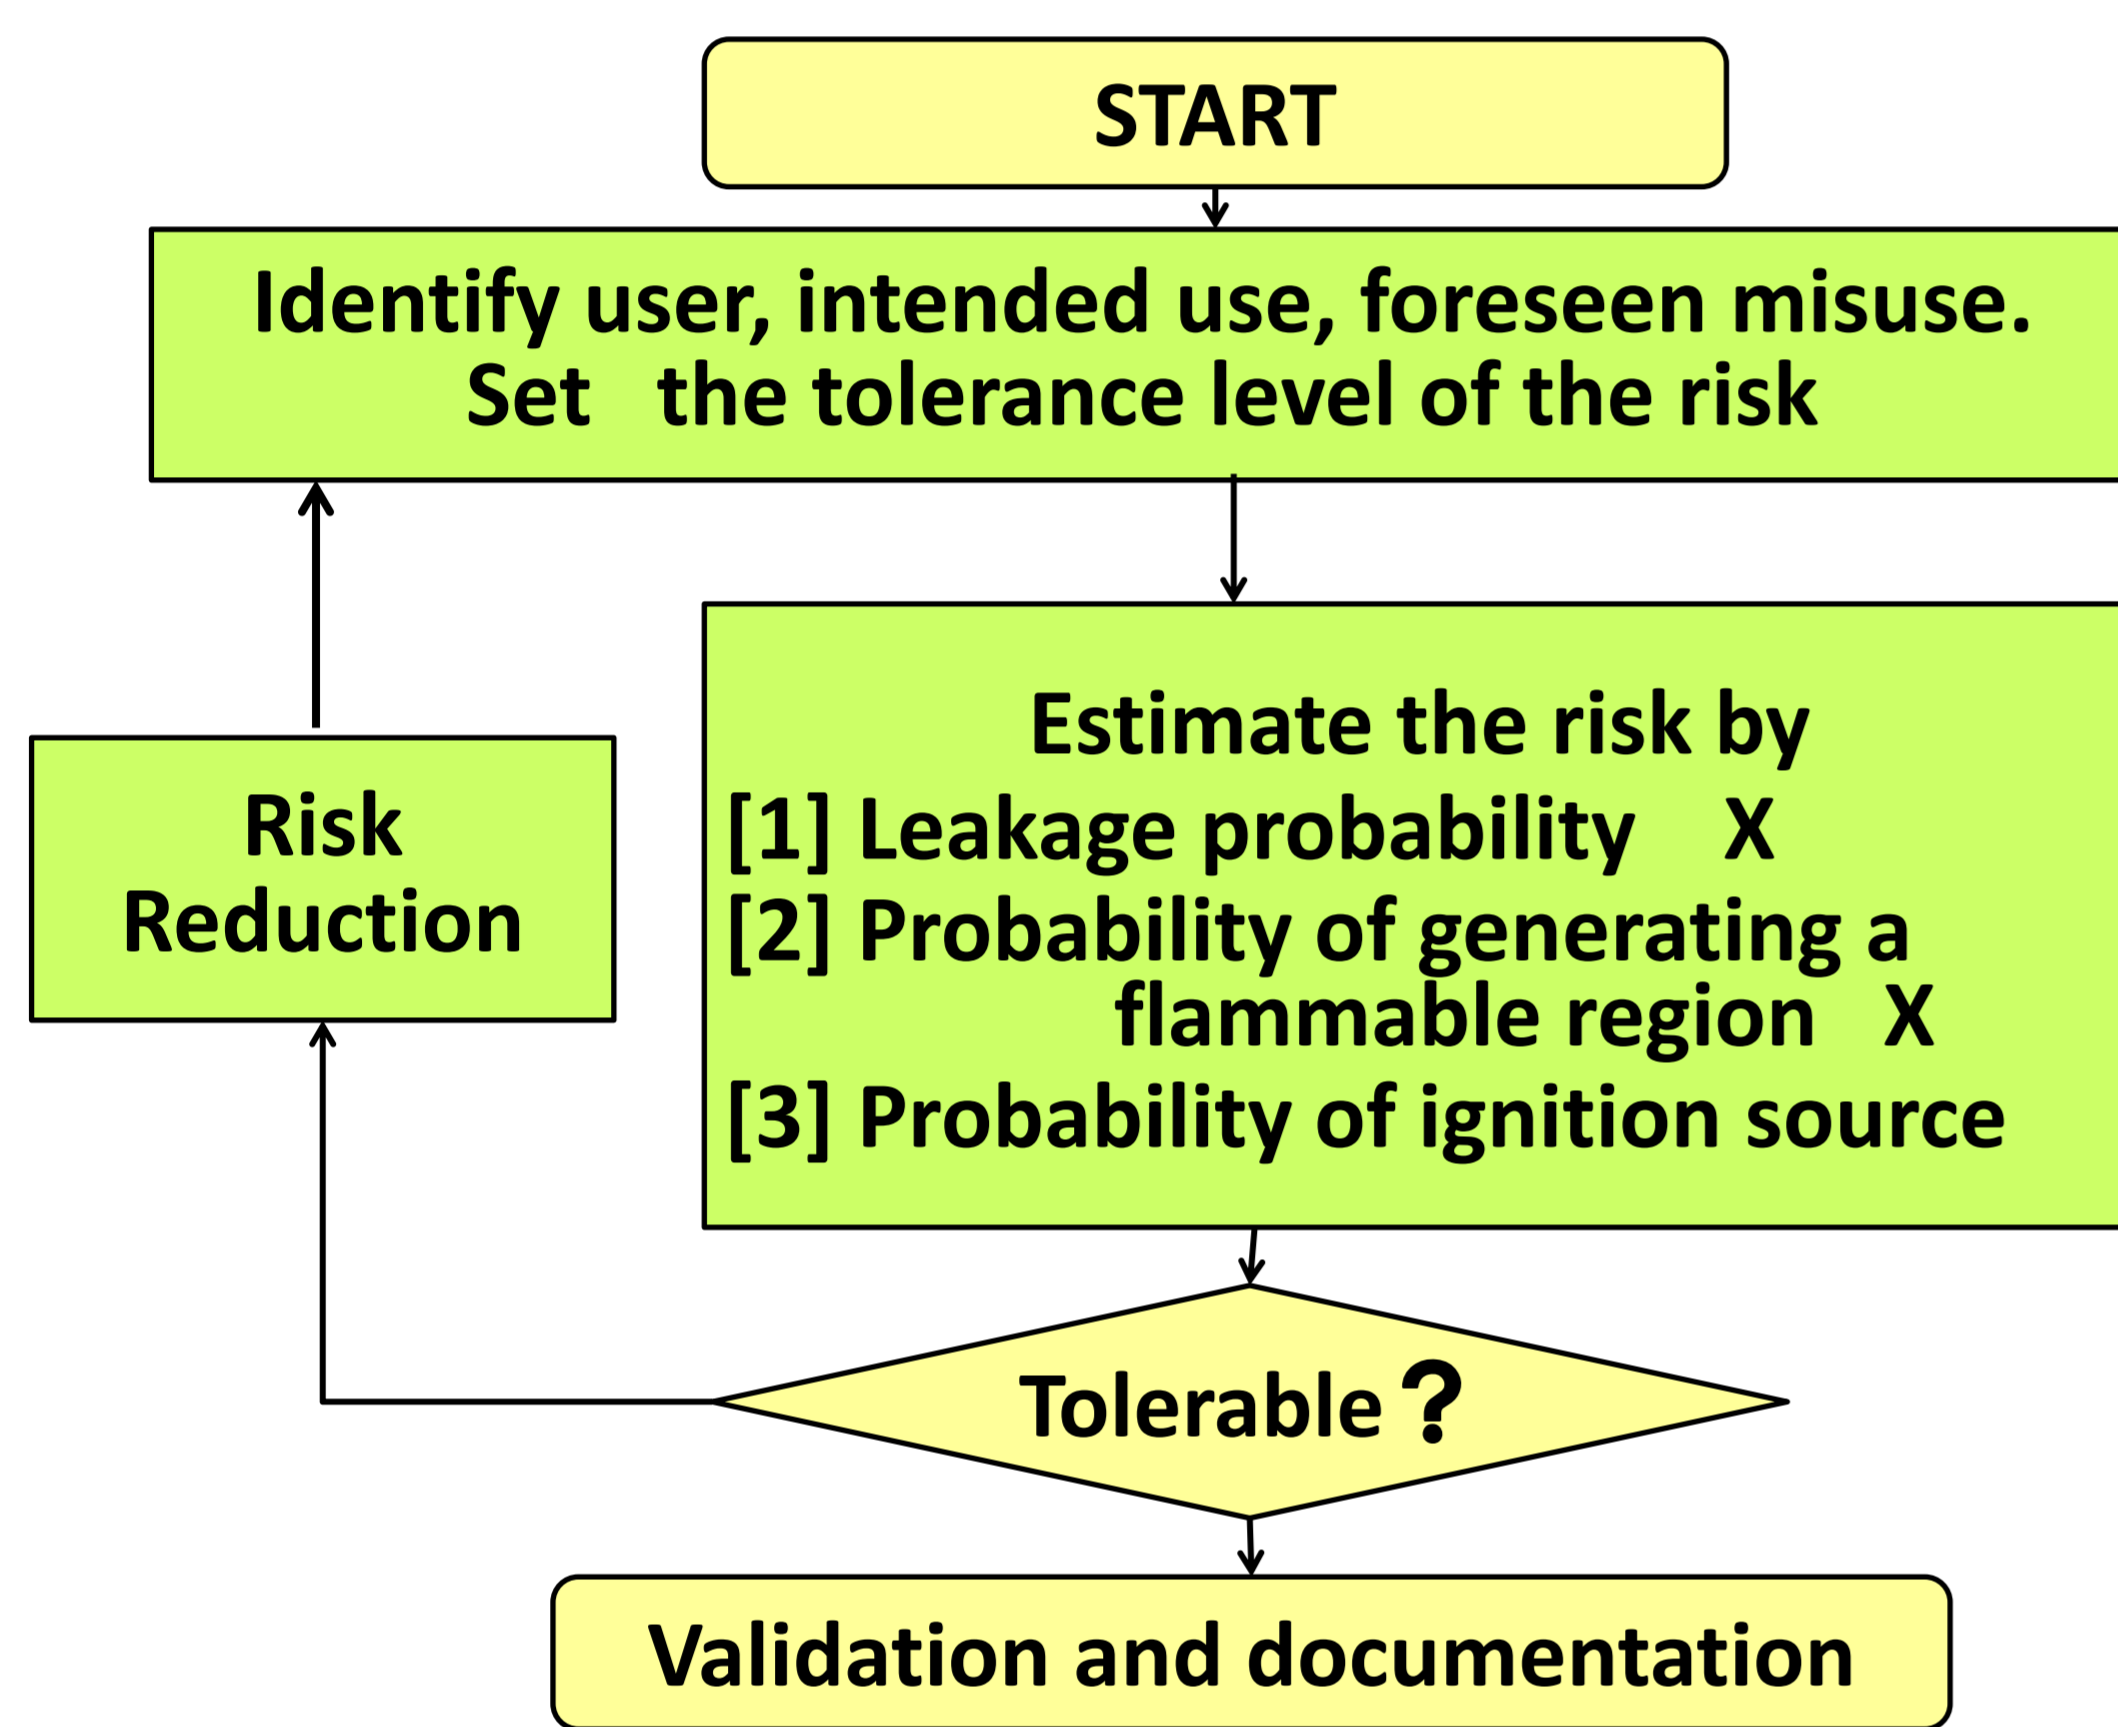 START
Identify user, intended use, foreseen misuse.
Set the tolerance level of the risk
Estimate the risk by
[1] Leakage probability X
[2] Probability of generating a
flammable region X
[3] Probability of ignition source
Risk
Reduction
Tolerable？
Validation and documentation